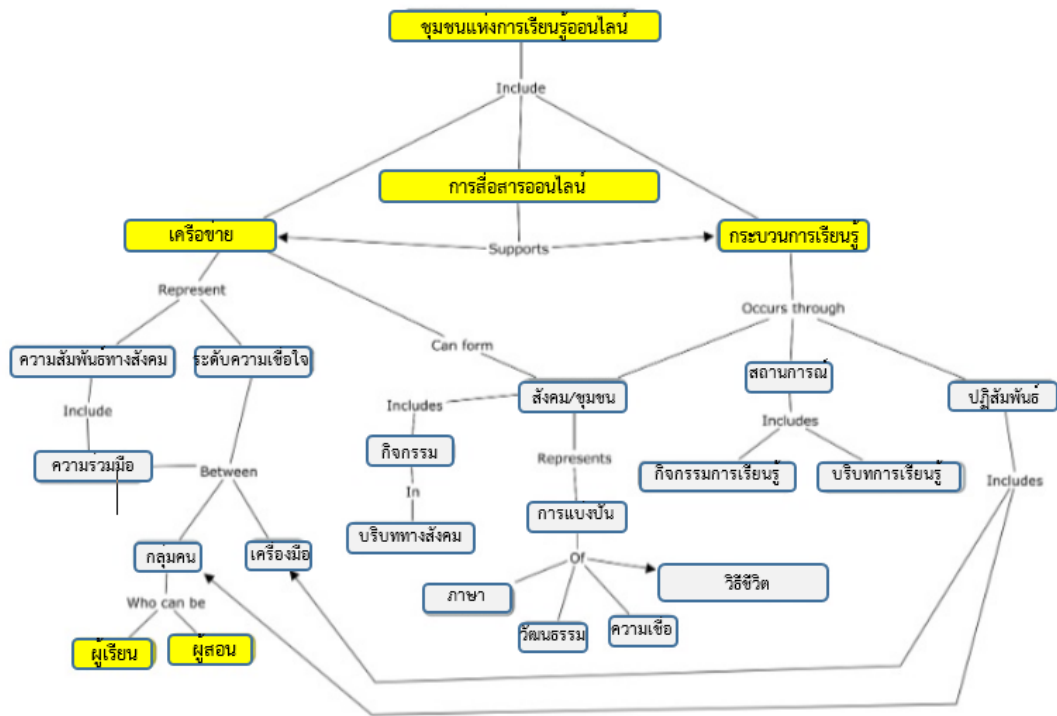 ชุมชนแห่งการเรียนรู้ออนไลน์
Include
การสื่อสารออนไลน์
เครือข่าย
Supports
กระบวนการเรียนรู้
Represent
Occurs through
Can form
ความสัมพันธ์ทางสังคม
ระดับความเชื่อใจ
สถานการณ์
สังคม/ชุมชน
ปฏิสัมพันธ์
Include
Includes
Includes
กิจกรรม
Represents
ความร่วมมือ
Between
กิจกรรมการเรียนรู้
บริบทการเรียนรู้
Includes
In
การแบ่งปัน
บริบททางสังคม
กลุ่มคน
เครื่องมือ
Of
วิธีชีวิต
ภาษา
Who can be
วัฒนธรรม
ความเชื่อ
ผู้เรียน
ผู้สอน